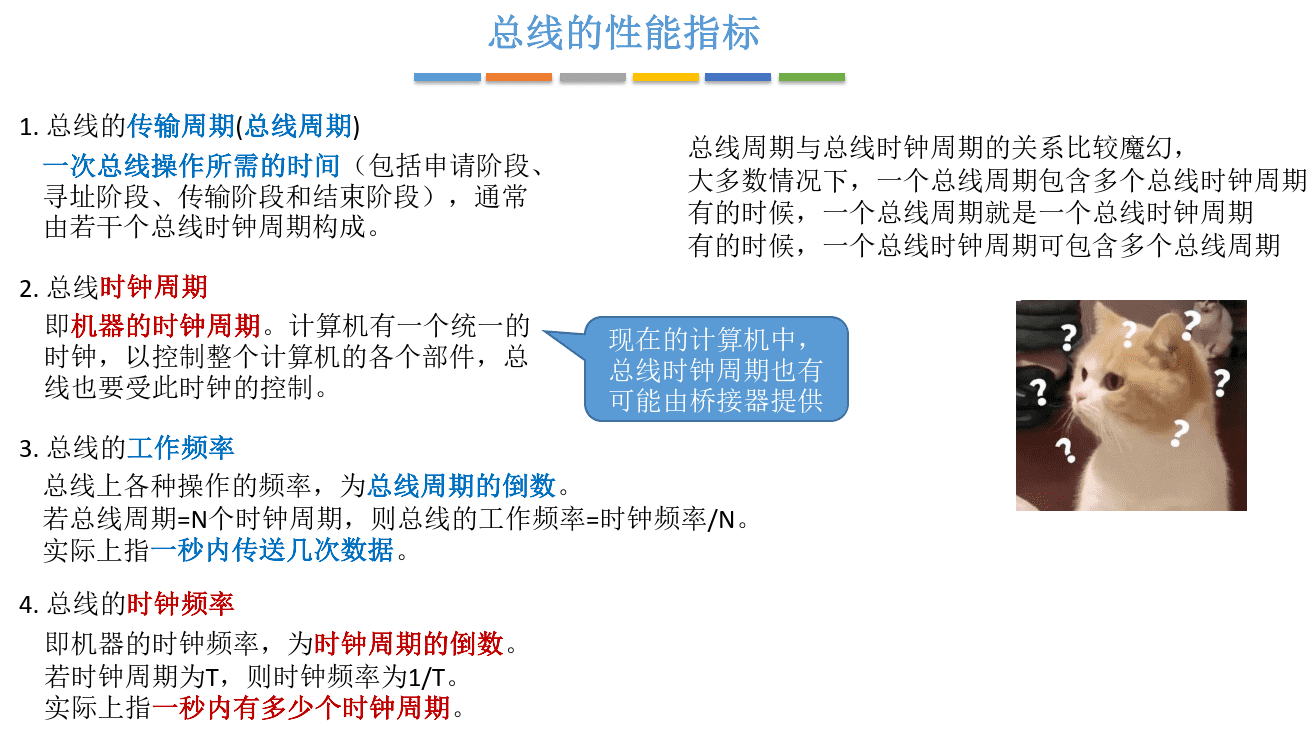 总线的性能指标
1. 总线的传输周期(总线周期)
一次总线操作所需的时间（包括申请阶段、
寻址阶段、传输阶段和结束阶段），通常
由若干个总线时钟周期构成。
总线周期与总线时钟周期的关系比较魔幻，
大多数情况下，一个总线周期包含多个总线时钟周期
有的时候，一个总线周期就是一个总线时钟周期
有的时候，一个总线时钟周期可包含多个总线周期
2. 总线时钟周期
即机器的时钟周期。计算机有一个统一的
时钟，以控制整个计算机的各个部件，总
线也要受此时钟的控制。
现在的计算机中，
总线时钟周期也有
可能由桥接器提供
? ? ?
? ?
? ?
3. 总线的工作频率
总线上各种操作的频率，为总线周期的倒数。
若总线周期=N个时钟周期，则总线的工作频率=时钟频率/N。
实际上指一秒内传送几次数据。
4. 总线的时钟频率
即机器的时钟频率，为时钟周期的倒数。
若时钟周期为T，则时钟频率为1/T。
实际上指一秒内有多少个时钟周期。